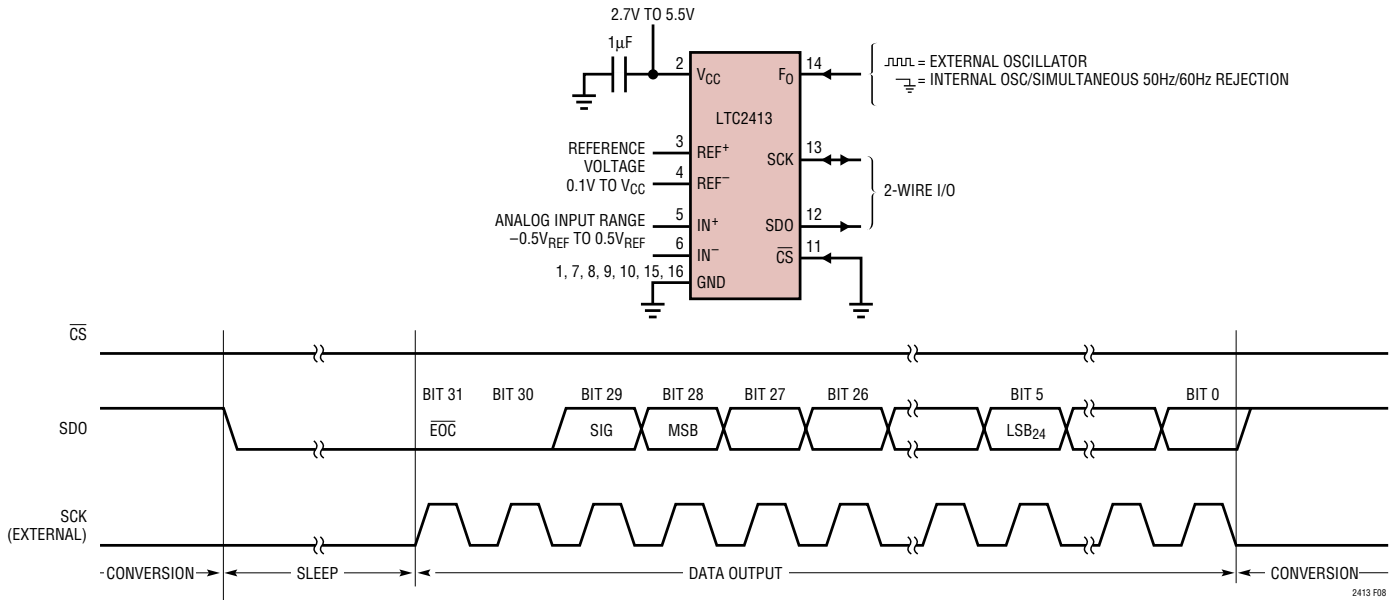 2.7V TO 5.5V
1µF
2
VCC
FO
14
= EXTERNAL OSCILLATOR
= INTERNAL OSC/SIMULTANEOUS 50Hz/60Hz REJECTION
LTC2413
REFERENCE
VOLTAGE
0.1V TO VCC
3
REF+
4
REF−
SCK
13
2-WIRE I/O
ANALOG INPUT RANGE
−0.5VREF TO 0.5VREF
5
IN+
6
IN−
SDO
12
CS
11
1, 7, 8, 9, 10, 15, 16
GND
CS
BIT 31 BIT 30 BIT 29 BIT 28 BIT 27 BIT 26 BIT 5 BIT 0
SDO
EOC SIG MSB LSB24
SCK
(EXTERNAL)
CONVERSION SLEEP DATA OUTPUT CONVERSION
2413 F08